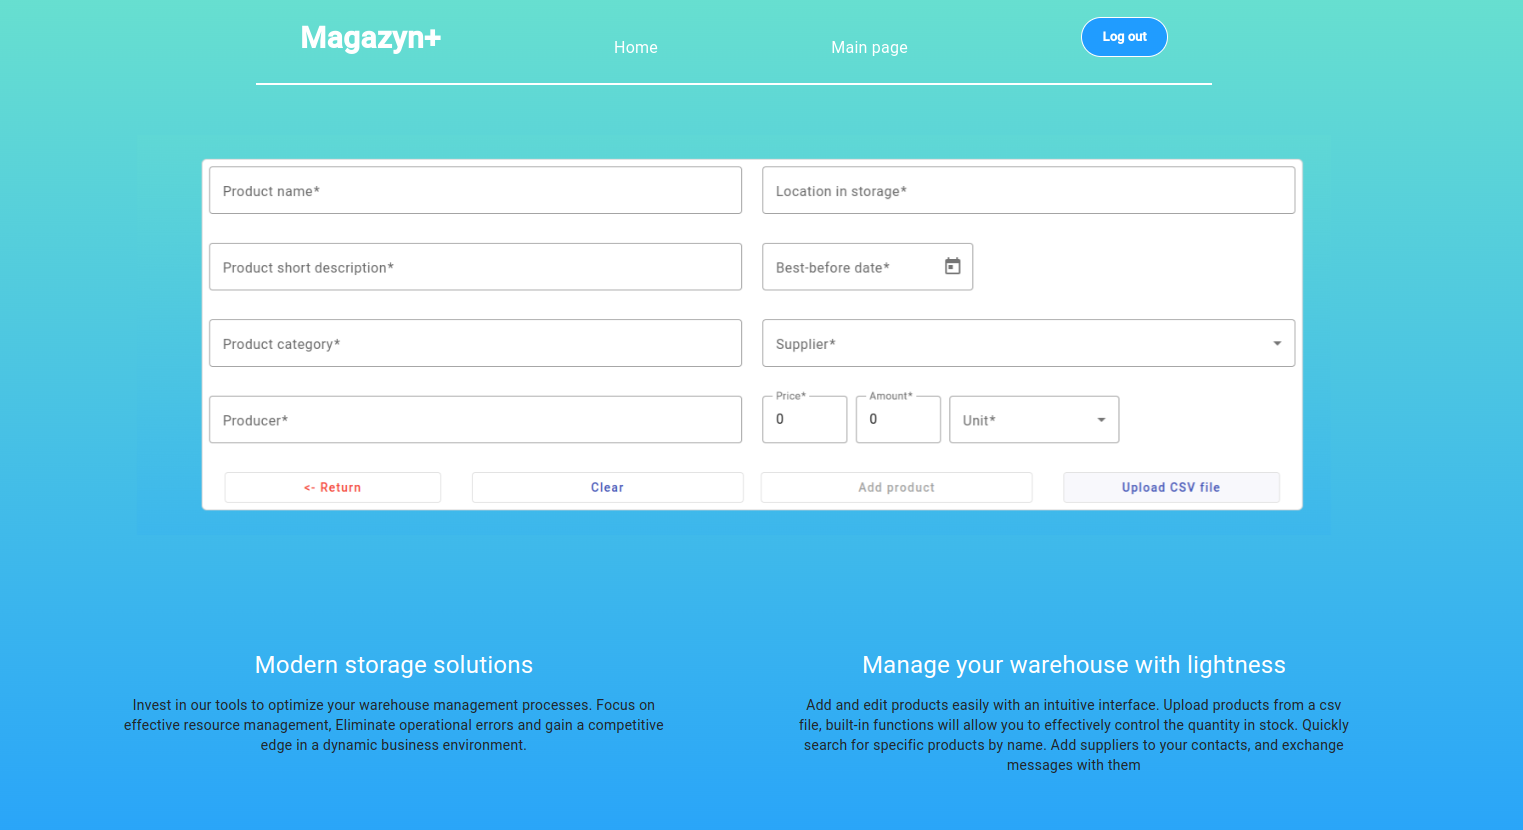 Magazyn+
Home
Main page
Log out
Product name*
Location in storage*
Product short description*
Best-before date*
Product category*
Supplier*
Producer*
Price*
0
Amount*
0
Unit*
<- Return
Clear
Add product
Upload CSV file
Modern storage solutions
Invest in our tools to optimize your warehouse management processes. Focus on
effective resource management, Eliminate operational errors and gain a competitive
edge in a dynamic business environment.
Manage your warehouse with lightness
Add and edit products easily with an intuitive interface. Upload products from a csv
file, built-in functions will allow you to effectively control the quantity in stock. Quickly
search for specific products by name. Add suppliers to your contacts, and exchange
messages with them